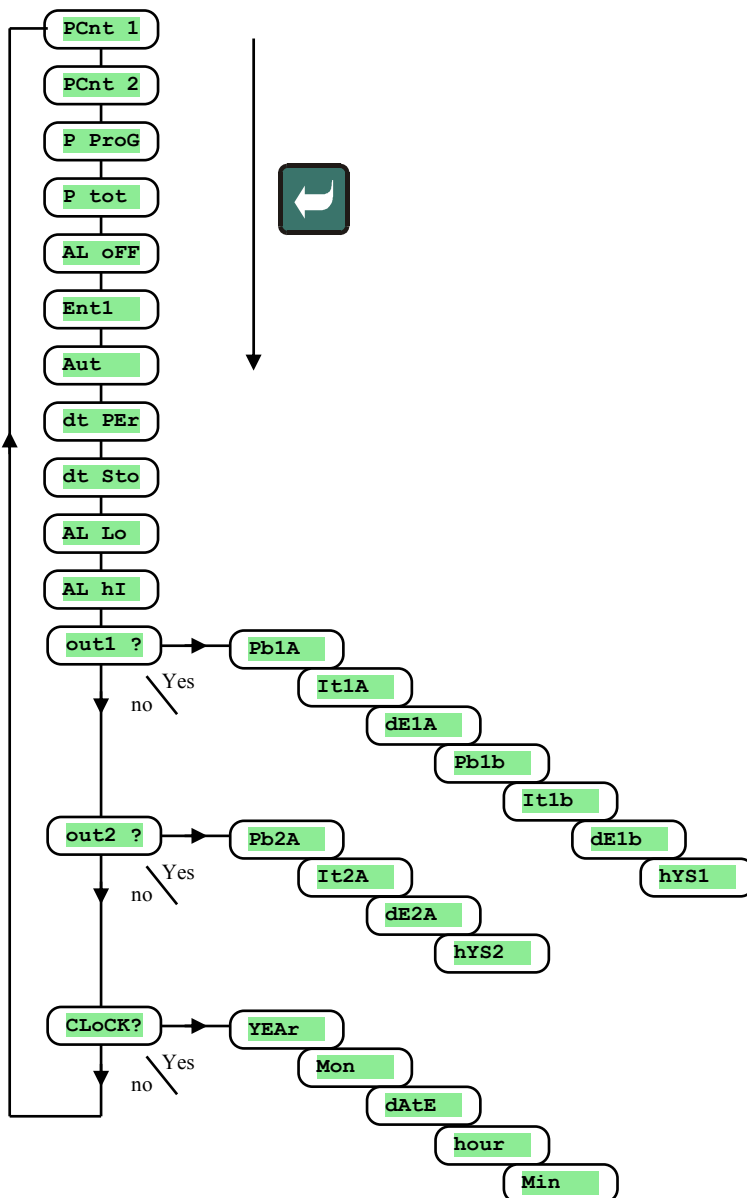 PCnt 1
PCnt 2
P ProG
P tot
AL oFF
Ent1
Aut
dt PEr
dt Sto
AL Lo
AL hI
out1 ?
Yes
no
Pb1A
It1A
dE1A
Pb1b
It1b
dE1b
hYS1
out2 ?
Yes
no
Pb2A
It2A
dE2A
hYS2
CLoCK?
Yes
no
YEAr
Mon
dAtE
hour
Min